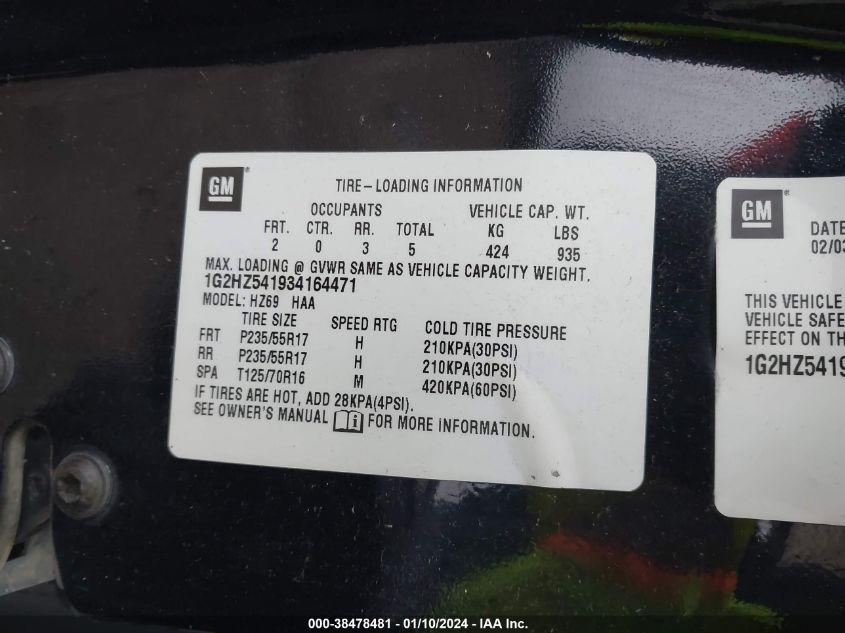 GM
TIRE-LOADING INFORMATION
OCCUPANTS VEHICLE CAP. WT.
FRT. CTR. RR. TOTAL KG LBS
2 0 3 5 424 935
MAX. LOADING @ GVWR SAME AS VEHICLE CAPACITY WEIGHT.
1G2HZ541934164471
MODEL: HZ69 HAA
TIRE SIZE SPEED RTG COLD TIRE PRESSURE
FRT P235/55R17 H 210KPA(30PSI)
RR P235/55R17 H 210KPA(30PSI)
SPA T125/70R16 M 420KPA(60PSI)
IF TIRES ARE HOT, ADD 28KPA(4PSI).
SEE OWNER'S MANUAL FOR MORE INFORMATION.
GM
DATE
02/03
THIS VEHICLE
VEHICLE SAFE
EFFECT ON TH
1G2HZ5419
000-38478481 - 01/10/2024 - IAA Inc.